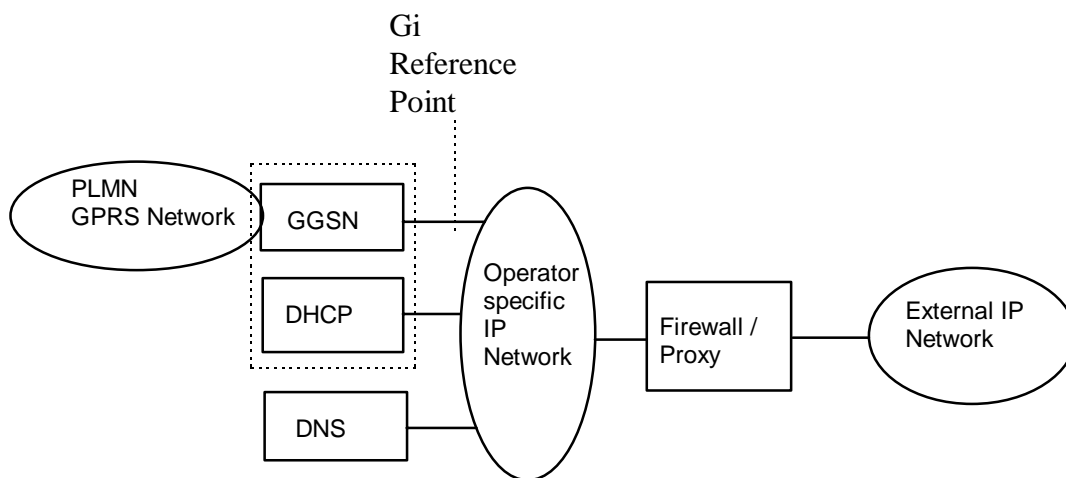 Gi
Reference
Point
PLMN
GPRS Network
GGSN
DHCP
DNS
Operator
specific
IP
Network
Firewall /
Proxy
External IP
Network